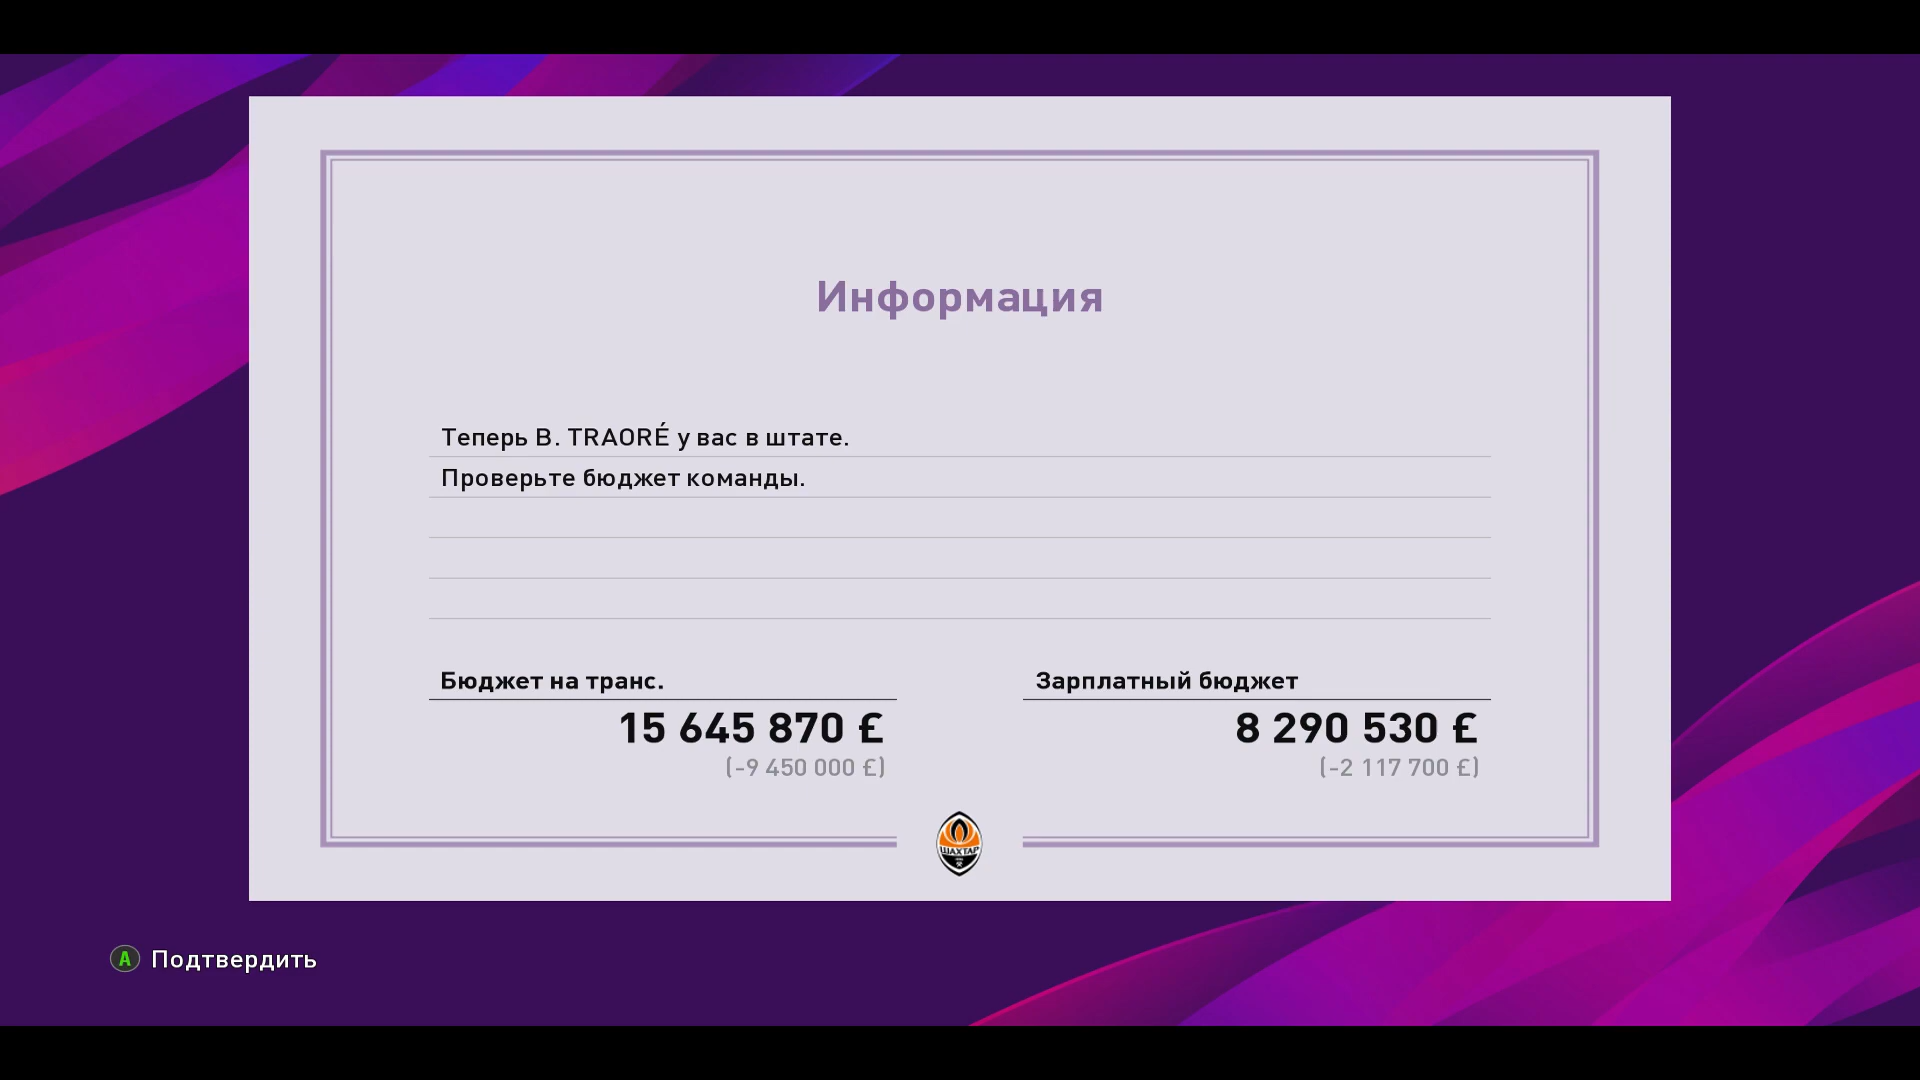 Информация
Теперь B. TRAORÉ у вас в штате.
Проверьте бюджет команды.
Бюджет на транс.
15 645 870 £
(-9 450 000 £)
Зарплатный бюджет
8 290 530 £
(-2 117 700 £)
ШАХТАР
A Подтвердить